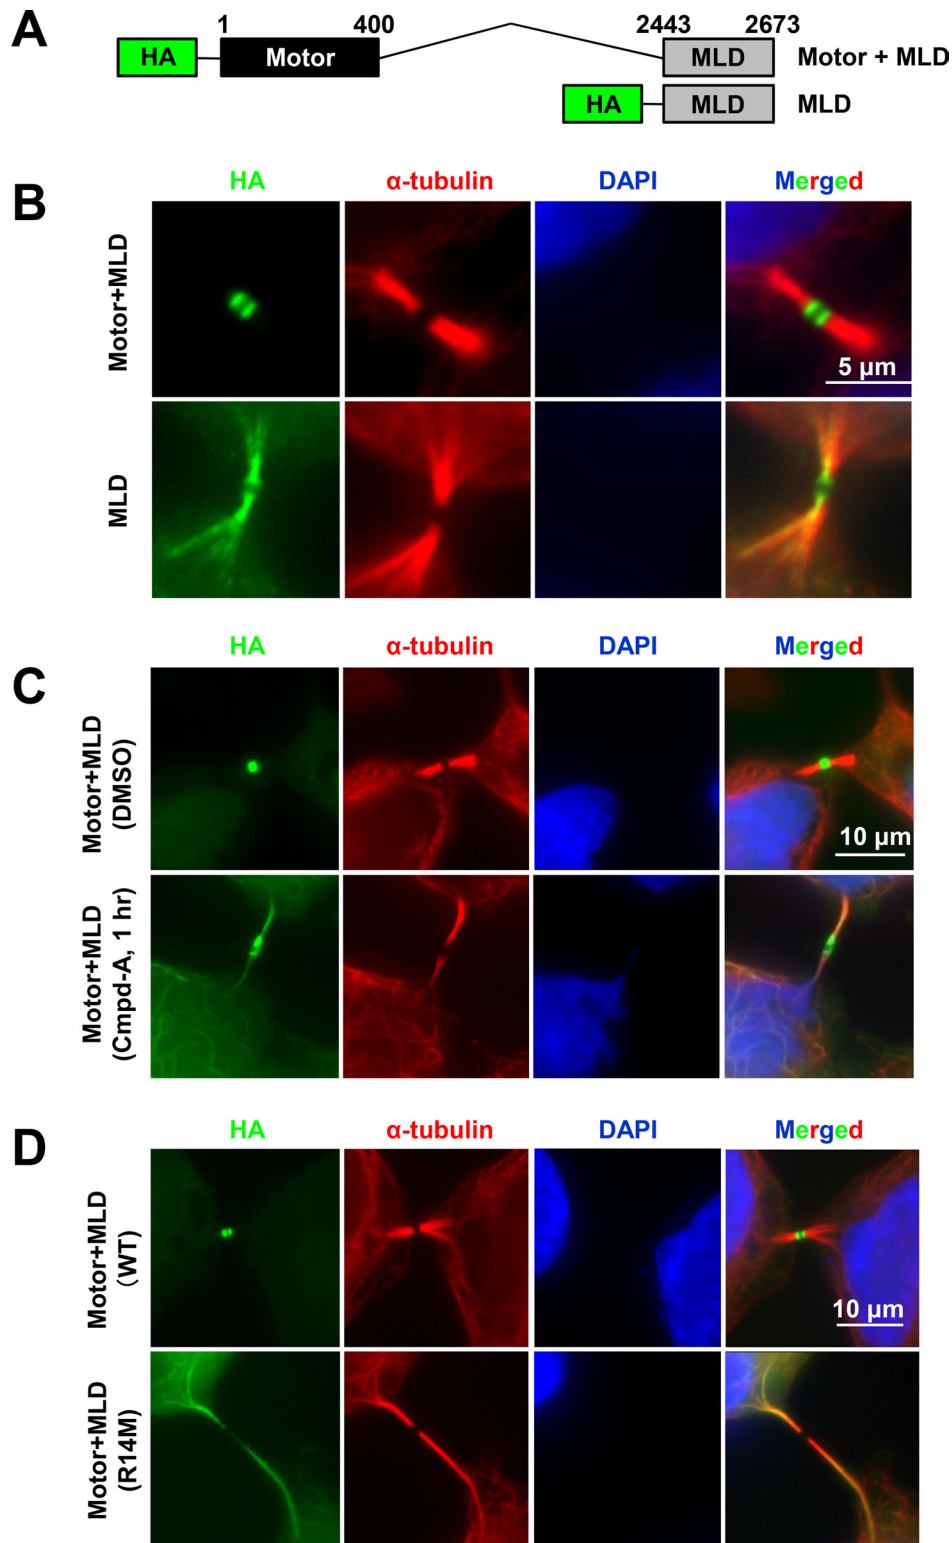 A
1 400 2443 2673
HA Motor MLD Motor + MLD
HA MLD MLD
B
HA α-tubulin DAPI Merged
Motor+MLD
5 µm
MLD
C
HA α-tubulin DAPI Merged
Motor+MLD
(DMSO)
10 µm
Motor+MLD
(Cmpd-A, 1 hr)
D
HA α-tubulin DAPI Merged
Motor+MLD
(WT)
10 µm
Motor+MLD
(R14M)